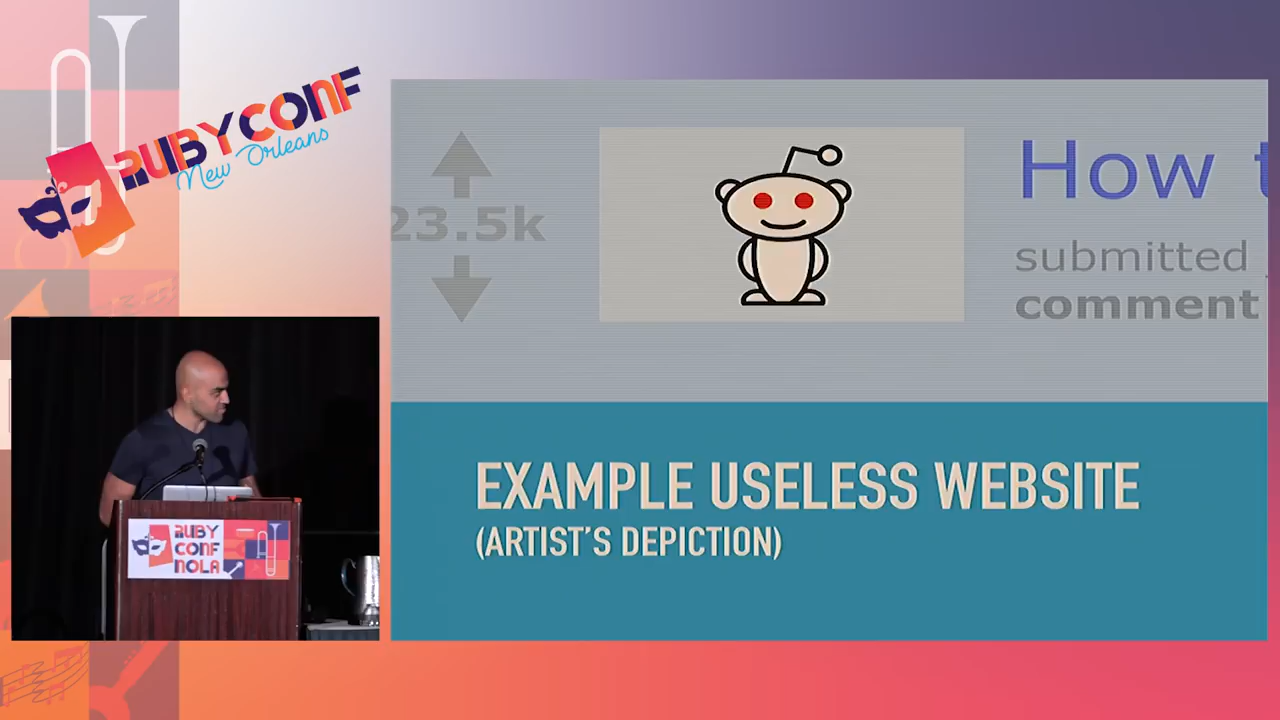 RUBYCONF
New Orleans
23.5k
How t
submitted
comment
EXAMPLE USELESS WEBSITE
(ARTIST'S DEPICTION)
RUBY
CONF
NOLA